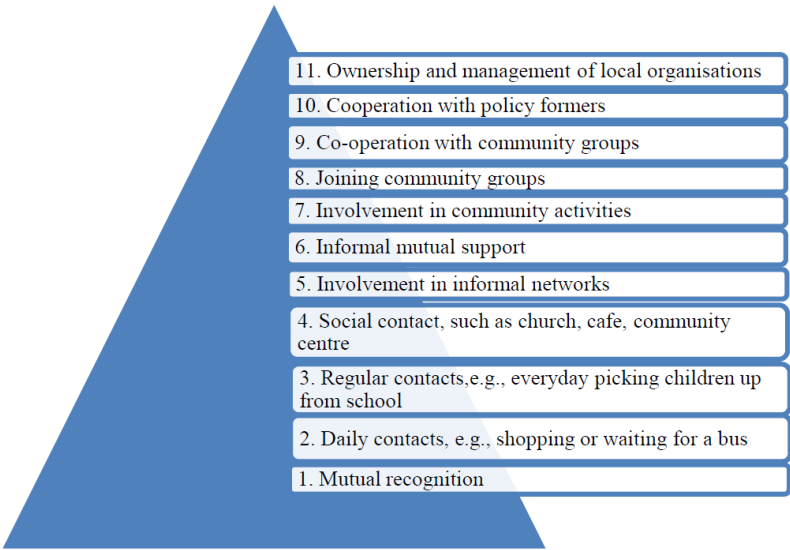 11. Ownership and management of local organisations
10. Cooperation with policy formers
9. Co-operation with community groups
8. Joining community groups
7. Involvement in community activities
6. Informal mutual support
5. Involvement in informal networks
4. Social contact, such as church, cafe, community
centre
3. Regular contacts,e.g., everyday picking children up
from school
2. Daily contacts, e.g., shopping or waiting for a bus
1. Mutual recognition